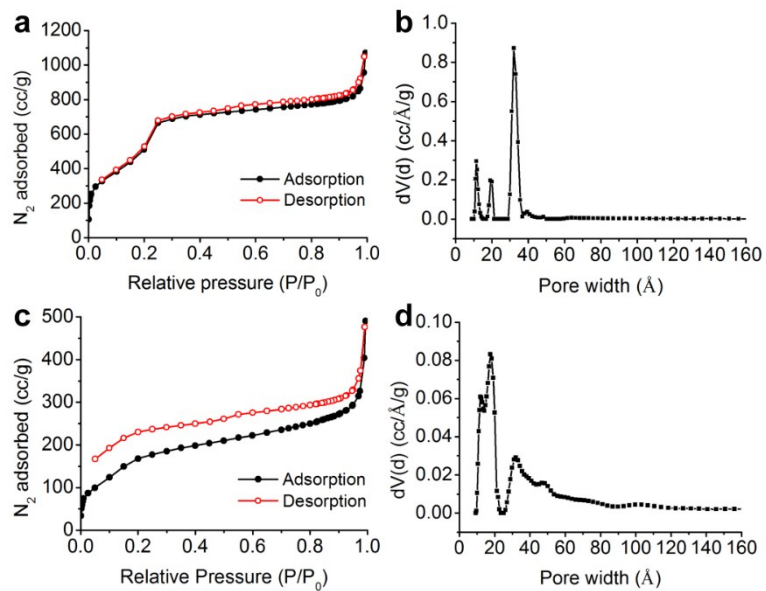 a
1200
1000
800
600
400
200
0
N₂ adsorbed (cc/g)
Adsorption
Desorption
0.0 0.2 0.4 0.6 0.8 1.0
Relative pressure (P/P₀)
b
1.0
0.8
0.6
0.4
0.2
0.0
dV(d) (cc/Å/g)
0 20 40 60 80 100 120 140 160
Pore width (Å)
c
500
400
300
200
100
0
N₂ adsorbed (cc/g)
Adsorption
Desorption
0.0 0.2 0.4 0.6 0.8 1.0
Relative Pressure (P/P₀)
d
0.10
0.08
0.06
0.04
0.02
0.00
dV(d) (cc/Å/g)
0 20 40 60 80 100 120 140 160
Pore width (Å)